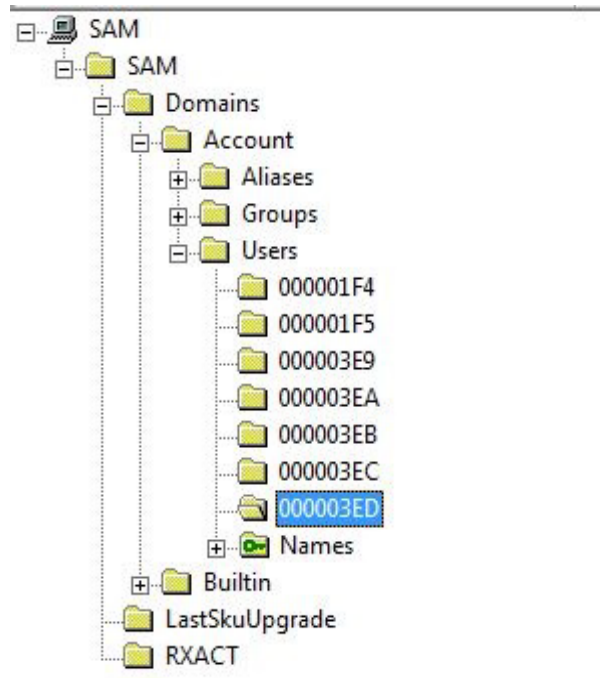 SAM
SAM
Domains
Account
Aliases
Groups
Users
000001F4
000001F5
000003E9
000003EA
000003EB
000003EC
000003ED
Names
Builtin
LastSkuUpgrade
RXACT